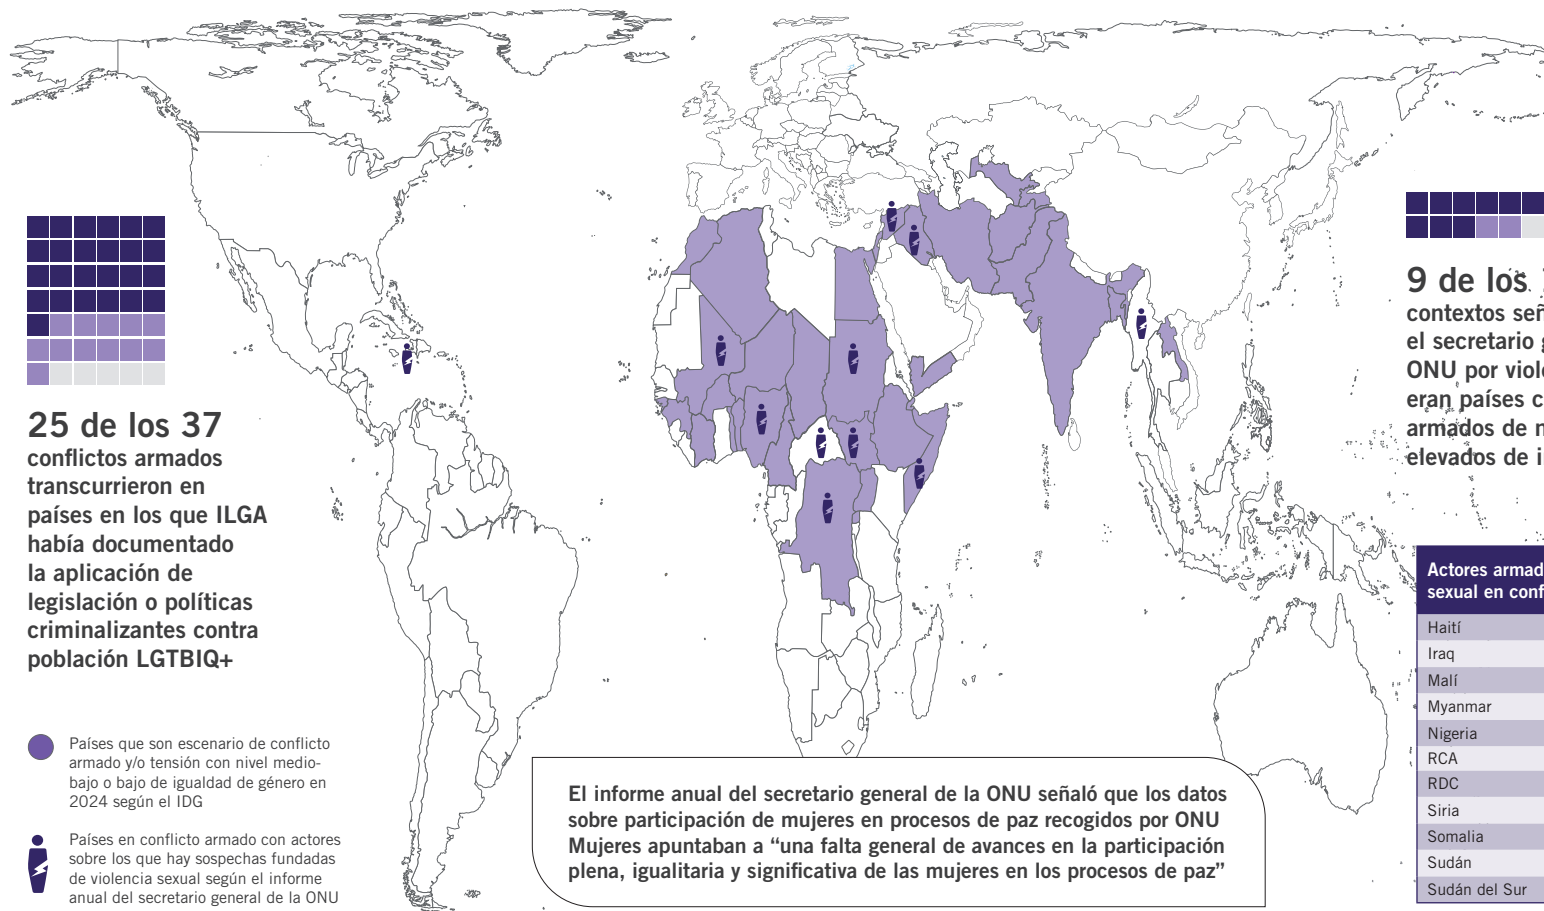 25 de los 37
conflictos armados
transcurrieron en
países en los que ILGA
había documentado
la aplicación de
legislación o políticas
criminalizantes contra
población LGTBIQ+
Países que son escenario de conflicto
armado y/o tensión con nivel medio-
bajo o bajo de igualdad de género en
2024 según el IDG
Países en conflicto armado con actores
sobre los que hay sospechas fundadas
de violencia sexual según el informe
anual del secretario general de la ONU
El informe anual del secretario general de la ONU señaló que los datos
sobre participación de mujeres en procesos de paz recogidos por ONU
Mujeres apuntaban a “una falta general de avances en la participación
plena, igualitaria y significativa de las mujeres en los procesos de paz”
9 de los
contextos
el secretario
ONU por
eran países
armados de
elevados de
Actores
sexual en
Haití
Iraq
Malí
Myanmar
Nigeria
RCA
RDC
Siria
Somalia
Sudán
Sudán del Sur